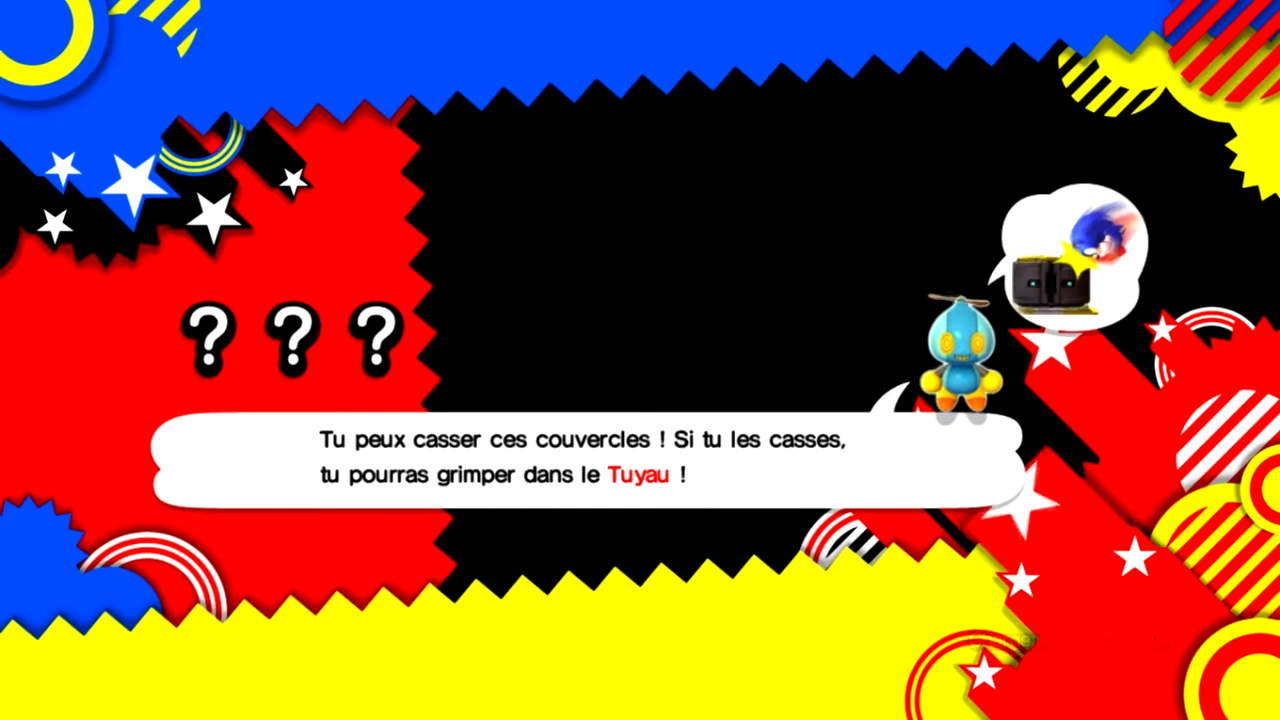 ? ? ?
Tu peux casser ces couvercles ! Si tu les casses,
tu pourras grimper dans le Tuyau !